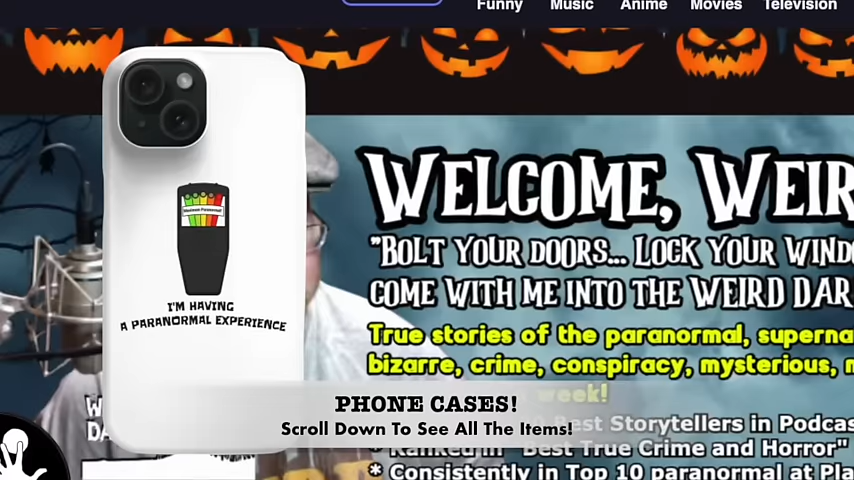 Funny Music Anime Movies Television
WELCOME, WEIR
"BOLT YOUR DOORS... LOCK YOUR WIND
COME WITH ME INTO THE WEIRD DAR
True stories of the paranormal, superna
bizarre, crime, conspiracy, mysterious, m
week!
I'M HAVING
A PARANORMAL EXPERIENCE
PHONE CASES!
Scroll Down To See All The Items!
Best Storytellers in Podcas
"Best True Crime and Horror"
* Consistently in Top 10 paranormal at Pla
W
DA